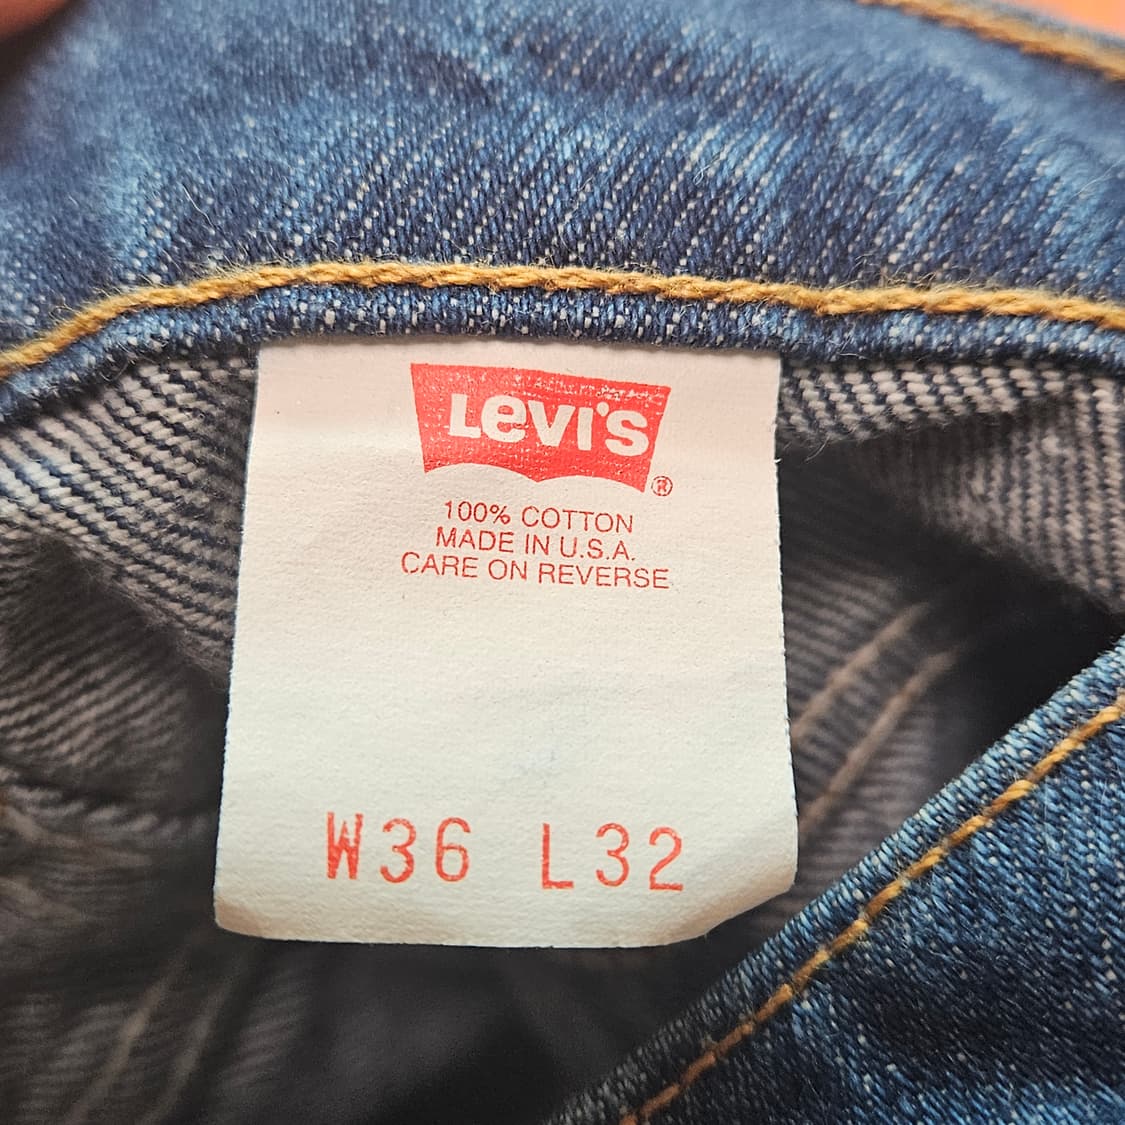 Levi's®
100% COTTON
MADE IN U.S.A.
CARE ON REVERSE
W36 L32